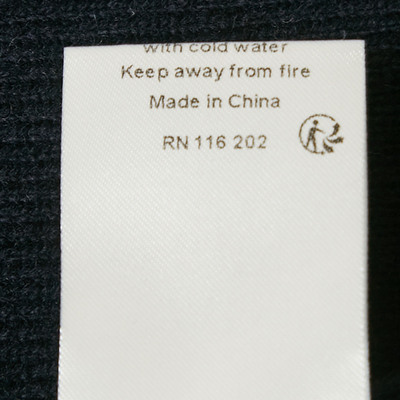 with cold water
Keep away from fire
Made in China
RN 116 202